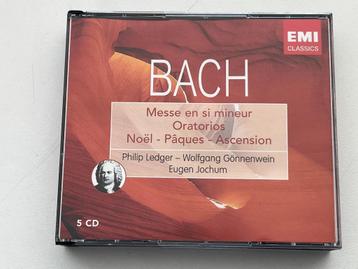 EMI
CLASSICS
BACH
Messe en si mineur
Oratorios
Noël - Pâques - Ascension
Philip Ledger – Wolfgang Gönnenwein
Eugen Jochum
5 CD